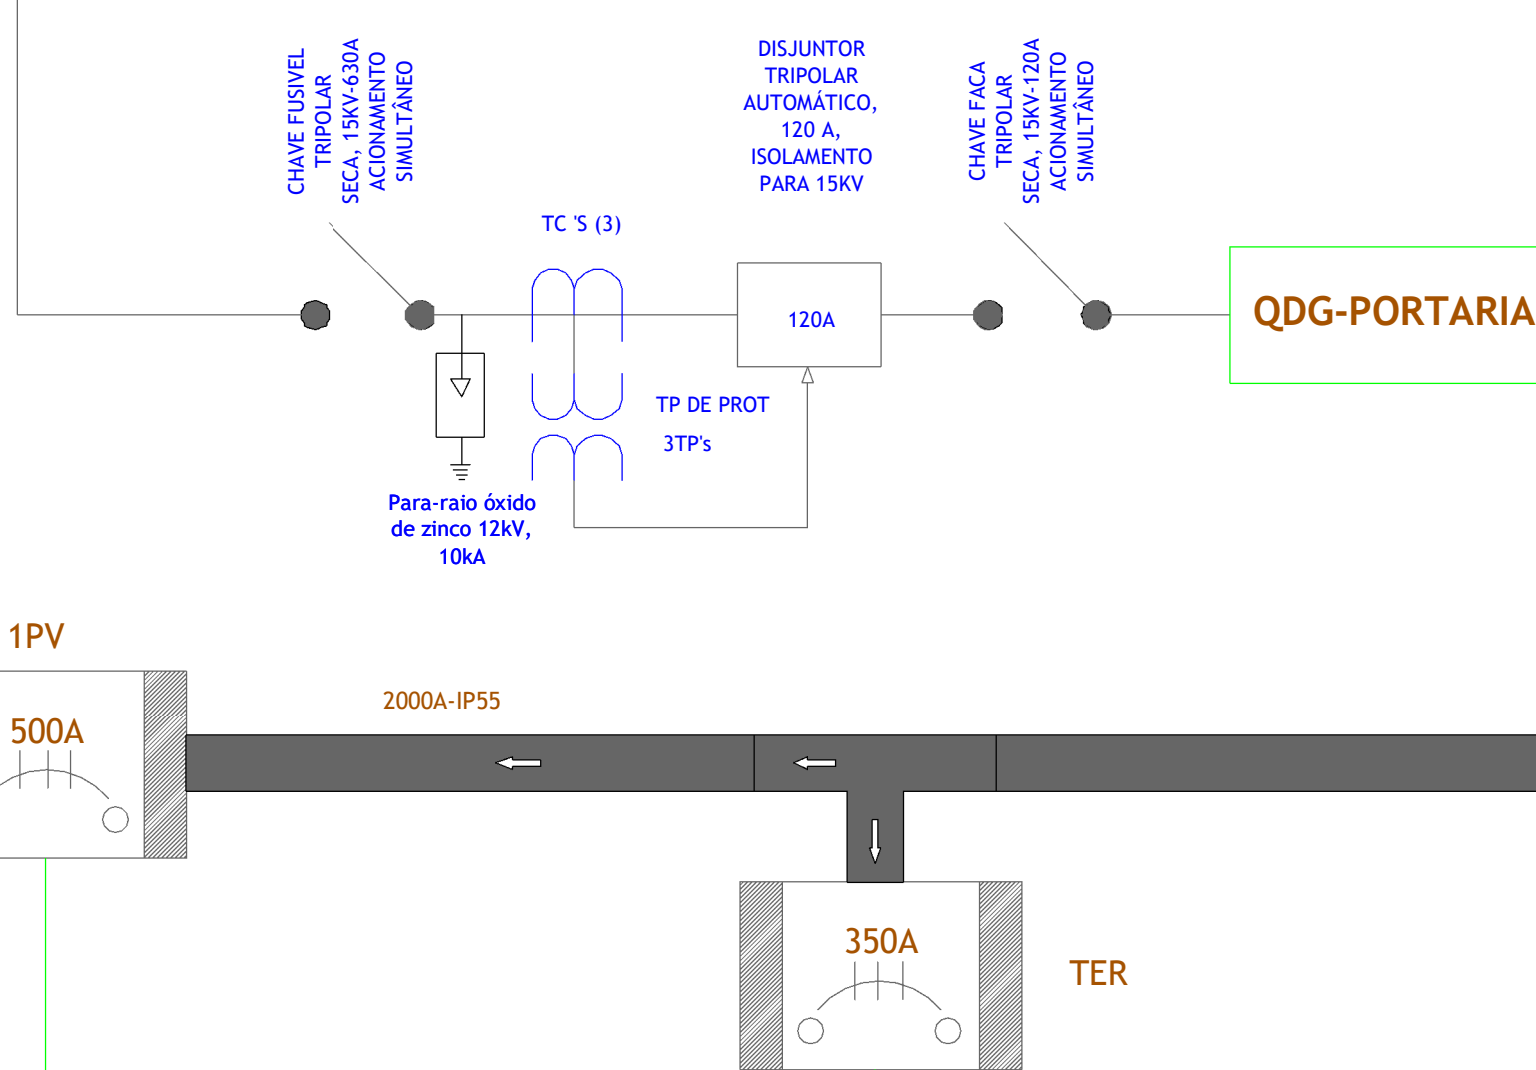 CHAVE FUSIVEL
TRIPOLAR
SECA, 15KV-630A
ACIONAMENTO
SIMULTÂNEO
DISJUNTOR
TRIPOLAR
AUTOMÁTICO,
120 A,
ISOLAMENTO
PARA 15KV
CHAVE FACA
TRIPOLAR
SECA, 15KV-120A
ACIONAMENTO
SIMULTÂNEO
TC 'S (3)
120A
QDG-PORTARIA
TP DE PROT
3TP's
Para-raio óxido
de zinco 12kV,
10kA
1PV
500A
2000A-IP55
350A
TER